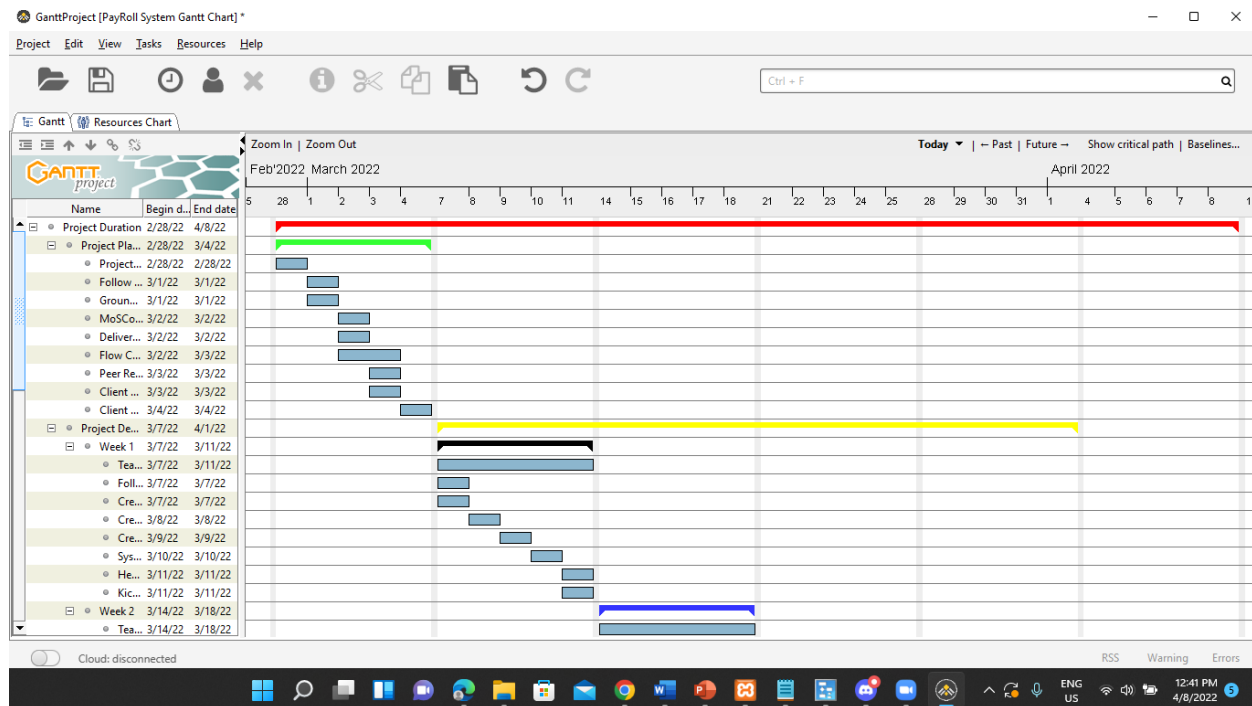 GanttProject [PayRoll System Gantt Chart] *
Project Edit View Tasks Resources Help
Ctrl + F
Gantt Resources Chart
Zoom In | Zoom Out Today | ←Past | Future→ Show critical path | Baselines...
GANTT project
Feb'2022 March 2022 April 2022
Name Begin d... End date
5 28 1 2 3 4 7 8 9 10 11 14 15 16 17 18 21 22 23 24 25 28 29 30 31 1 4 5 6 7 8 1
Project Duration 2/28/22 4/8/22
Project Pla... 2/28/22 3/4/22
Project... 2/28/22 2/28/22
Follow ... 3/1/22 3/1/22
Groun... 3/1/22 3/1/22
MoSCo... 3/2/22 3/2/22
Deliver... 3/2/22 3/2/22
Flow C... 3/2/22 3/3/22
Peer Re... 3/3/22 3/3/22
Client ... 3/3/22 3/3/22
Client ... 3/4/22 3/4/22
Project De... 3/7/22 4/1/22
Week 1 3/7/22 3/11/22
Tea... 3/7/22 3/11/22
Foll... 3/7/22 3/7/22
Cre... 3/7/22 3/7/22
Cre... 3/8/22 3/8/22
Cre... 3/9/22 3/9/22
Sys... 3/10/22 3/10/22
He... 3/11/22 3/11/22
Kic... 3/11/22 3/11/22
Week 2 3/14/22 3/18/22
Tea... 3/14/22 3/18/22
Cloud: disconnected RSS Warning Errors
ENG 12:41 PM
US 4/8/2022 5